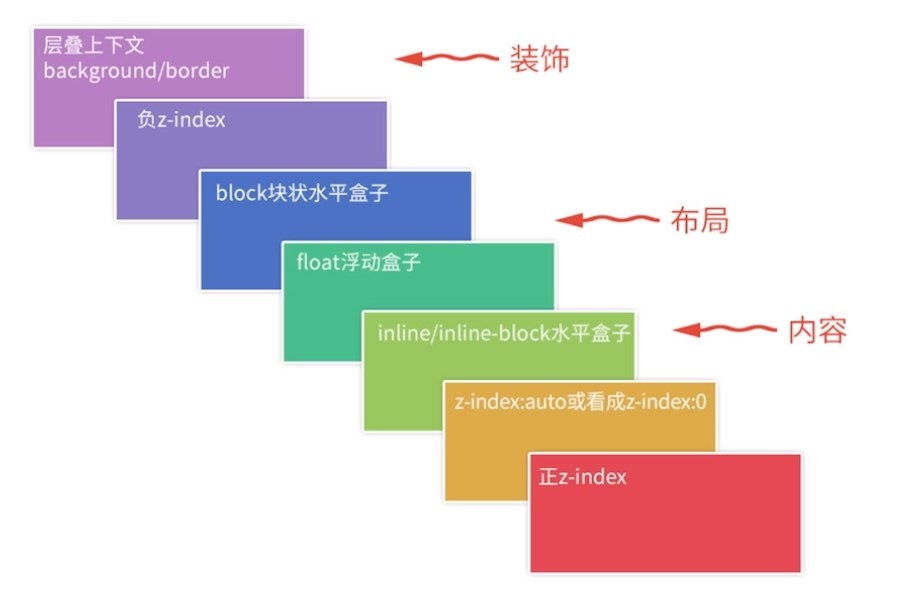 层叠上下文
background/border
装饰
负z-index
block块状水平盒子
布局
float浮动盒子
inline/inline-block水平盒子
内容
z-index:auto或看成z-index:0
正z-index